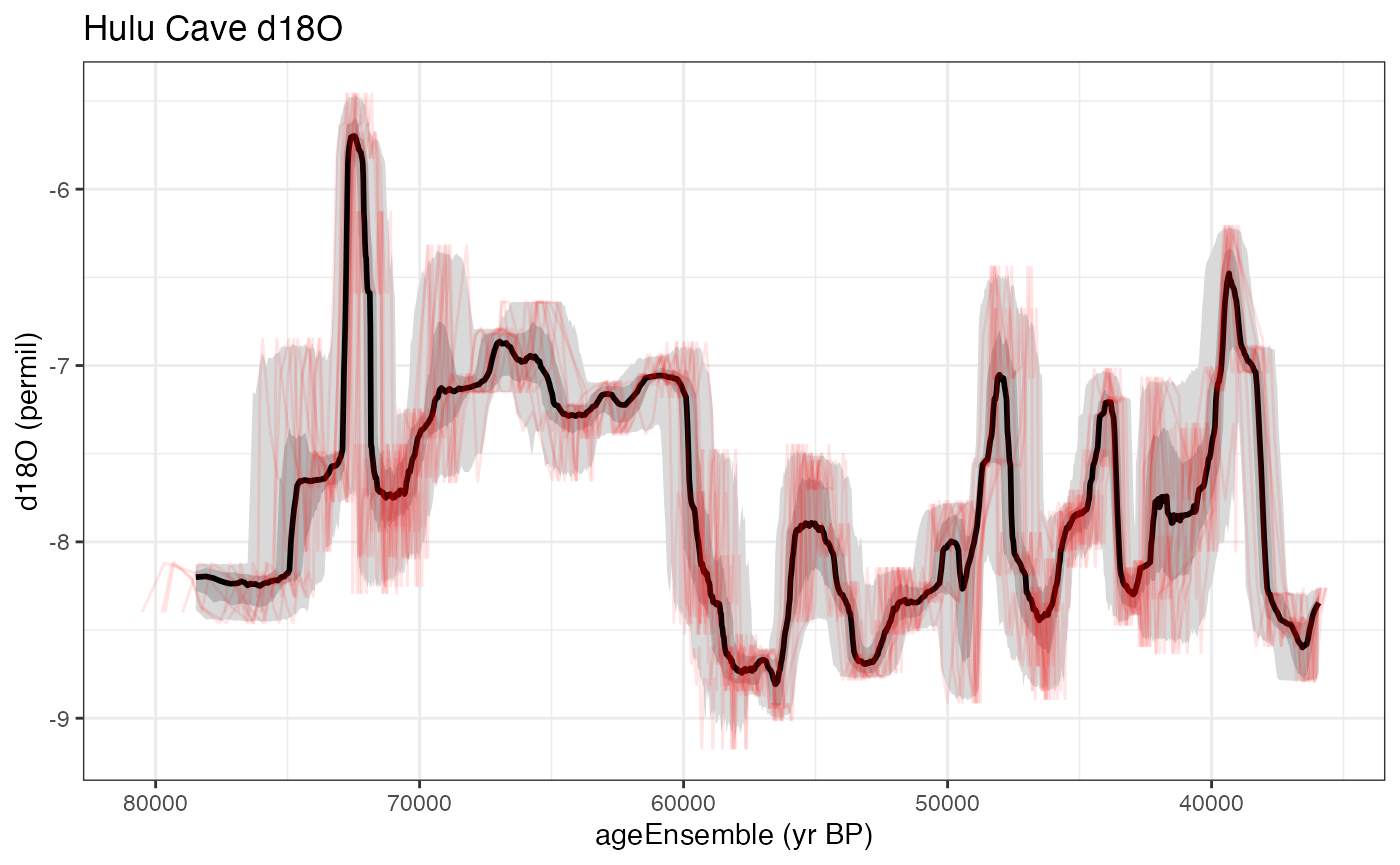 Hulu Cave d18O
d18O (permil)
-6
-7
-8
-9
80000 70000 60000 50000 40000
ageEnsemble (yr BP)